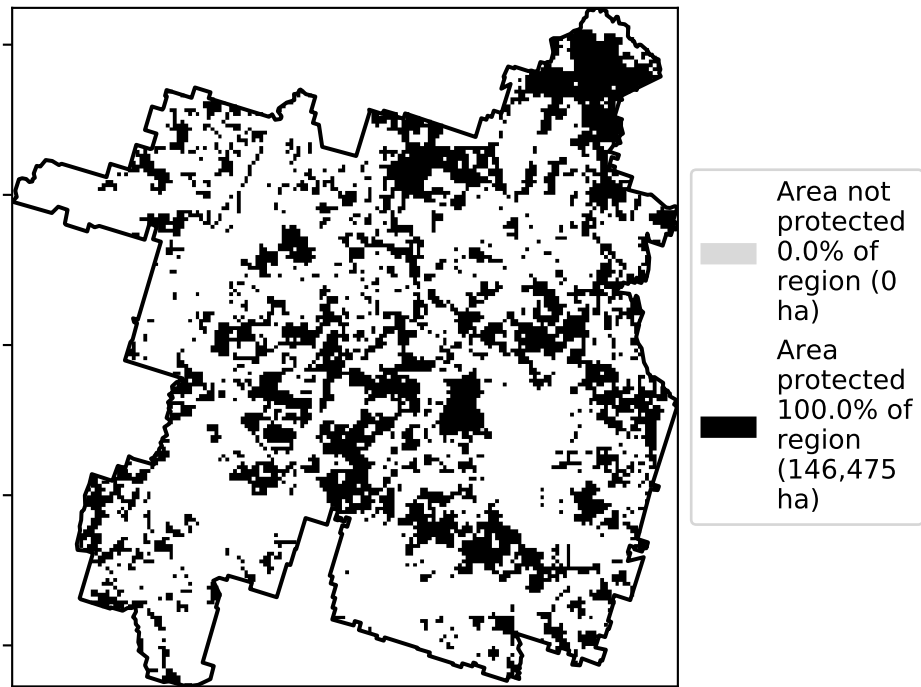 Area not
protected
0.0% of
region (0
ha)
Area
protected
100.0% of
region
(146,475
ha)